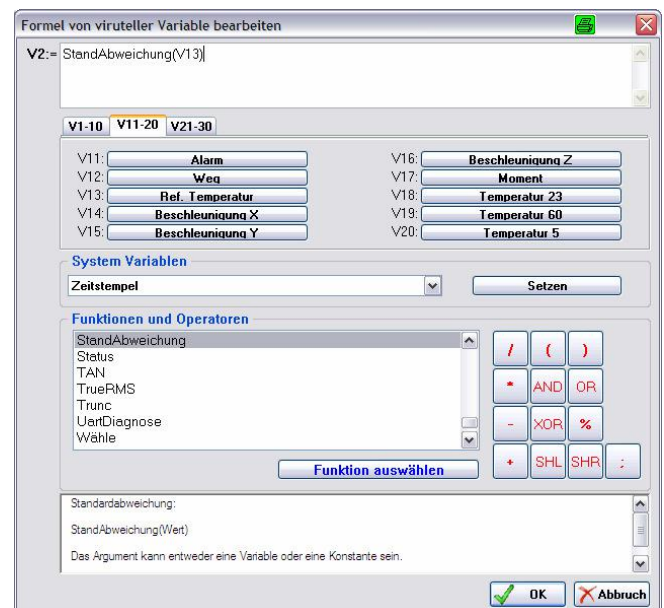 Formel von viruteller Variable bearbeiten
V2:= StandAbweichung(V13)
V1-10 V11-20 V21-30
V11: Alarm V16: Beschleunigung Z
V12: Weg V17: Moment
V13: Ref. Temperatur V18: Temperatur 23
V14: Beschleunigung X V19: Temperatur 60
V15: Beschleunigung Y V20: Temperatur 5
System Variablen
Zeitstempel Setzen
Funktionen und Operatoren
StandAbweichung
Status
TAN
TrueRMS
Trunc
UartDiagnose
Wähle
/ ( )
* AND OR
- XOR %
+ SHL SHR ;
Funktion auswählen
Standardabweichung:
StandAbweichung(Wert)
Das Argument kann entweder eine Variable oder eine Konstante sein.
OK Abbruch